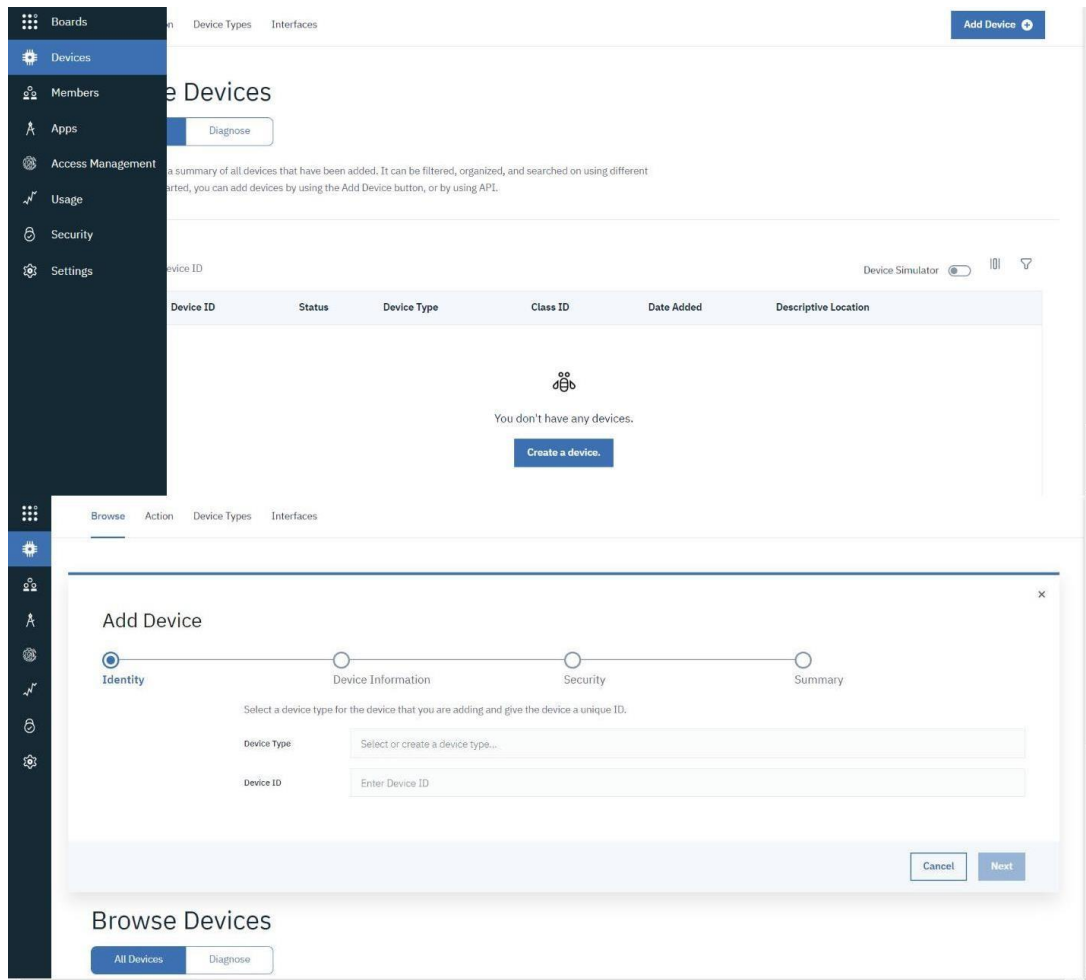 Boards
n Device Types Interfaces
Add Device
Devices
Members
e Devices
Apps
Diagnose
Access Management
a summary of all devices that have been added. It can be filtered, organized, and searched on using different
arted, you can add devices by using the Add Device button, or by using API.
Usage
Security
Settings
evice ID
Device Simulator
Device ID Status Device Type Class ID Date Added Descriptive Location
You don't have any devices.
Create a device.
Browse Action Device Types Interfaces
Add Device
Identity Device Information Security Summary
Select a device type for the device that you are adding and give the device a unique ID.
Device Type Select or create a device type...
Device ID Enter Device ID
Cancel Next
Browse Devices
All Devices Diagnose